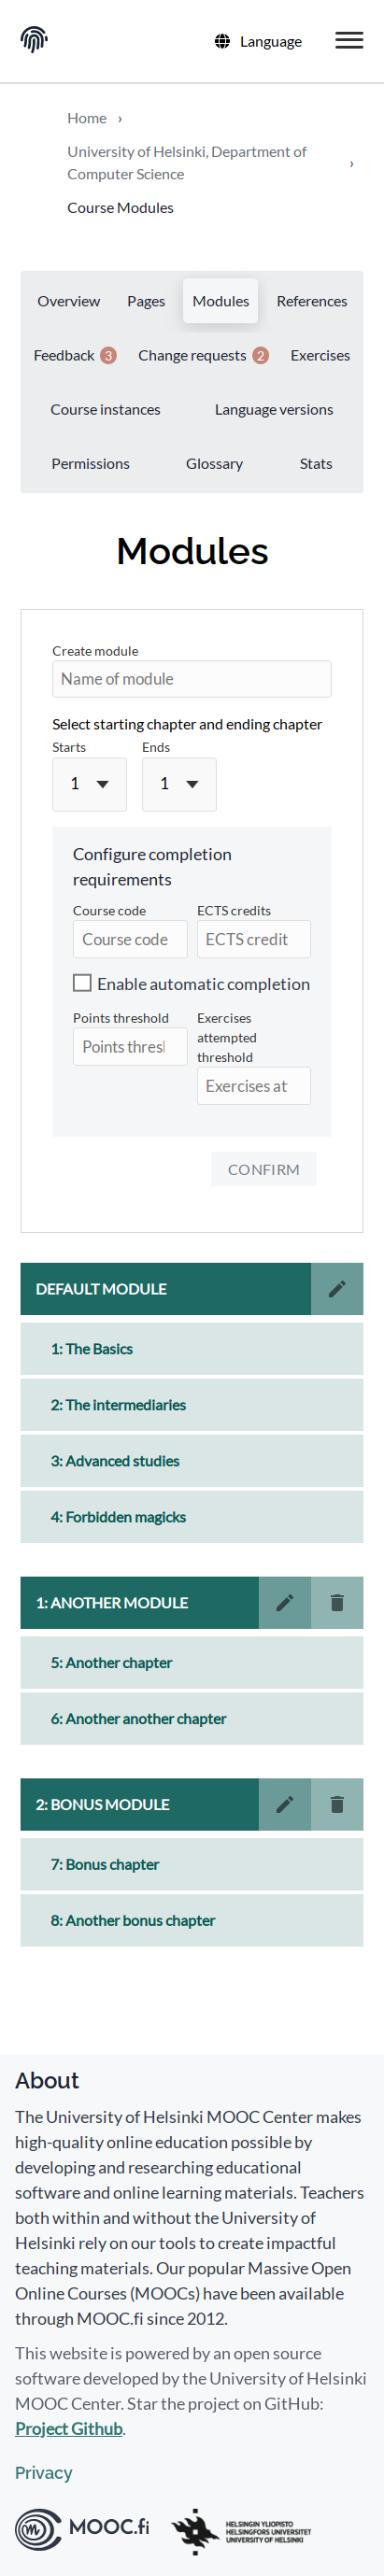 Language
Home ›
University of Helsinki, Department of
Computer Science ›
Course Modules
Overview Pages Modules References
Feedback 3 Change requests 2 Exercises
Course instances Language versions
Permissions Glossary Stats
Modules
Create module
Name of module
Select starting chapter and ending chapter
Starts Ends
1 1
Configure completion
requirements
Course code ECTS credits
Course code ECTS credit
Enable automatic completion
Points threshold Exercises
attempted
threshold
Points thresh
Exercises at
CONFIRM
DEFAULT MODULE
1: The Basics
2: The intermediaries
3: Advanced studies
4: Forbidden magicks
1: ANOTHER MODULE
5: Another chapter
6: Another another chapter
2: BONUS MODULE
7: Bonus chapter
8: Another bonus chapter
About
The University of Helsinki MOOC Center makes
high-quality online education possible by
developing and researching educational
software and online learning materials. Teachers
both within and without the University of
Helsinki rely on our tools to create impactful
teaching materials. Our popular Massive Open
Online Courses (MOOCs) have been available
through MOOC.fi since 2012.
This website is powered by an open source
software developed by the University of Helsinki
MOOC Center. Star the project on GitHub:
Project Github.
Privacy
MOOC.fi
HELSINGIN YLIOPISTO
HELSINGFORS UNIVERSITET
UNIVERSITY OF HELSINKI